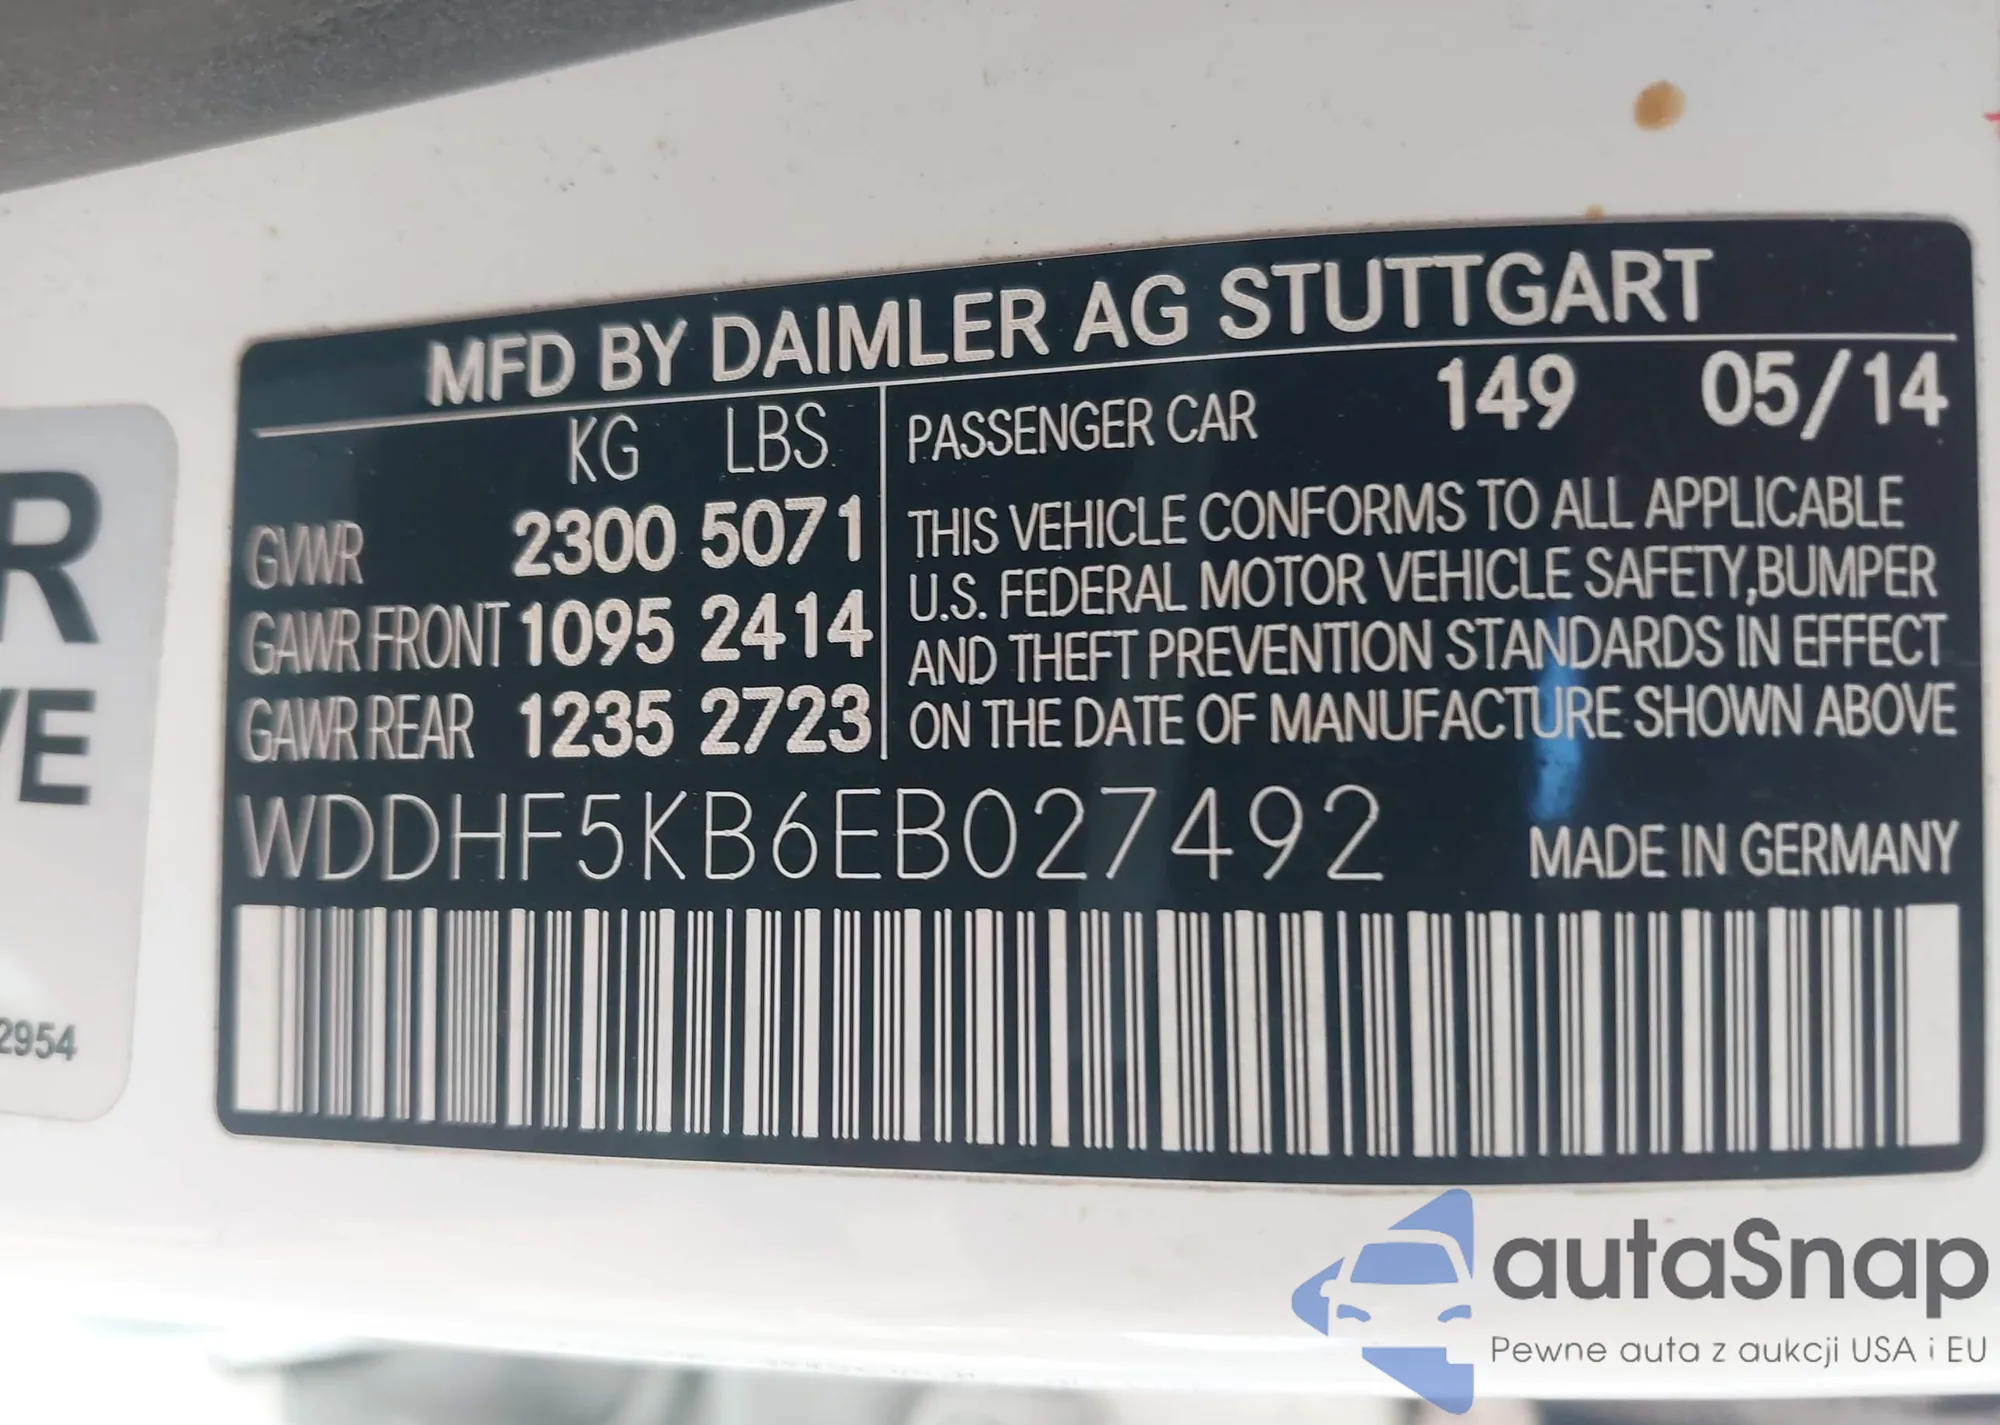 MFD BY DAIMLER AG STUTTGART
KG LBS
GVWR 2300 5071
GAWR FRONT 1095 2414
GAWR REAR 1235 2723
PASSENGER CAR 149 05/14
THIS VEHICLE CONFORMS TO ALL APPLICABLE
U.S. FEDERAL MOTOR VEHICLE SAFETY,BUMPER
AND THEFT PREVENTION STANDARDS IN EFFECT
ON THE DATE OF MANUFACTURE SHOWN ABOVE
WDDHF5KB6EB027492
MADE IN GERMANY
R
VE
2954
autaSnap
Pewne auta z aukcji USA i EU